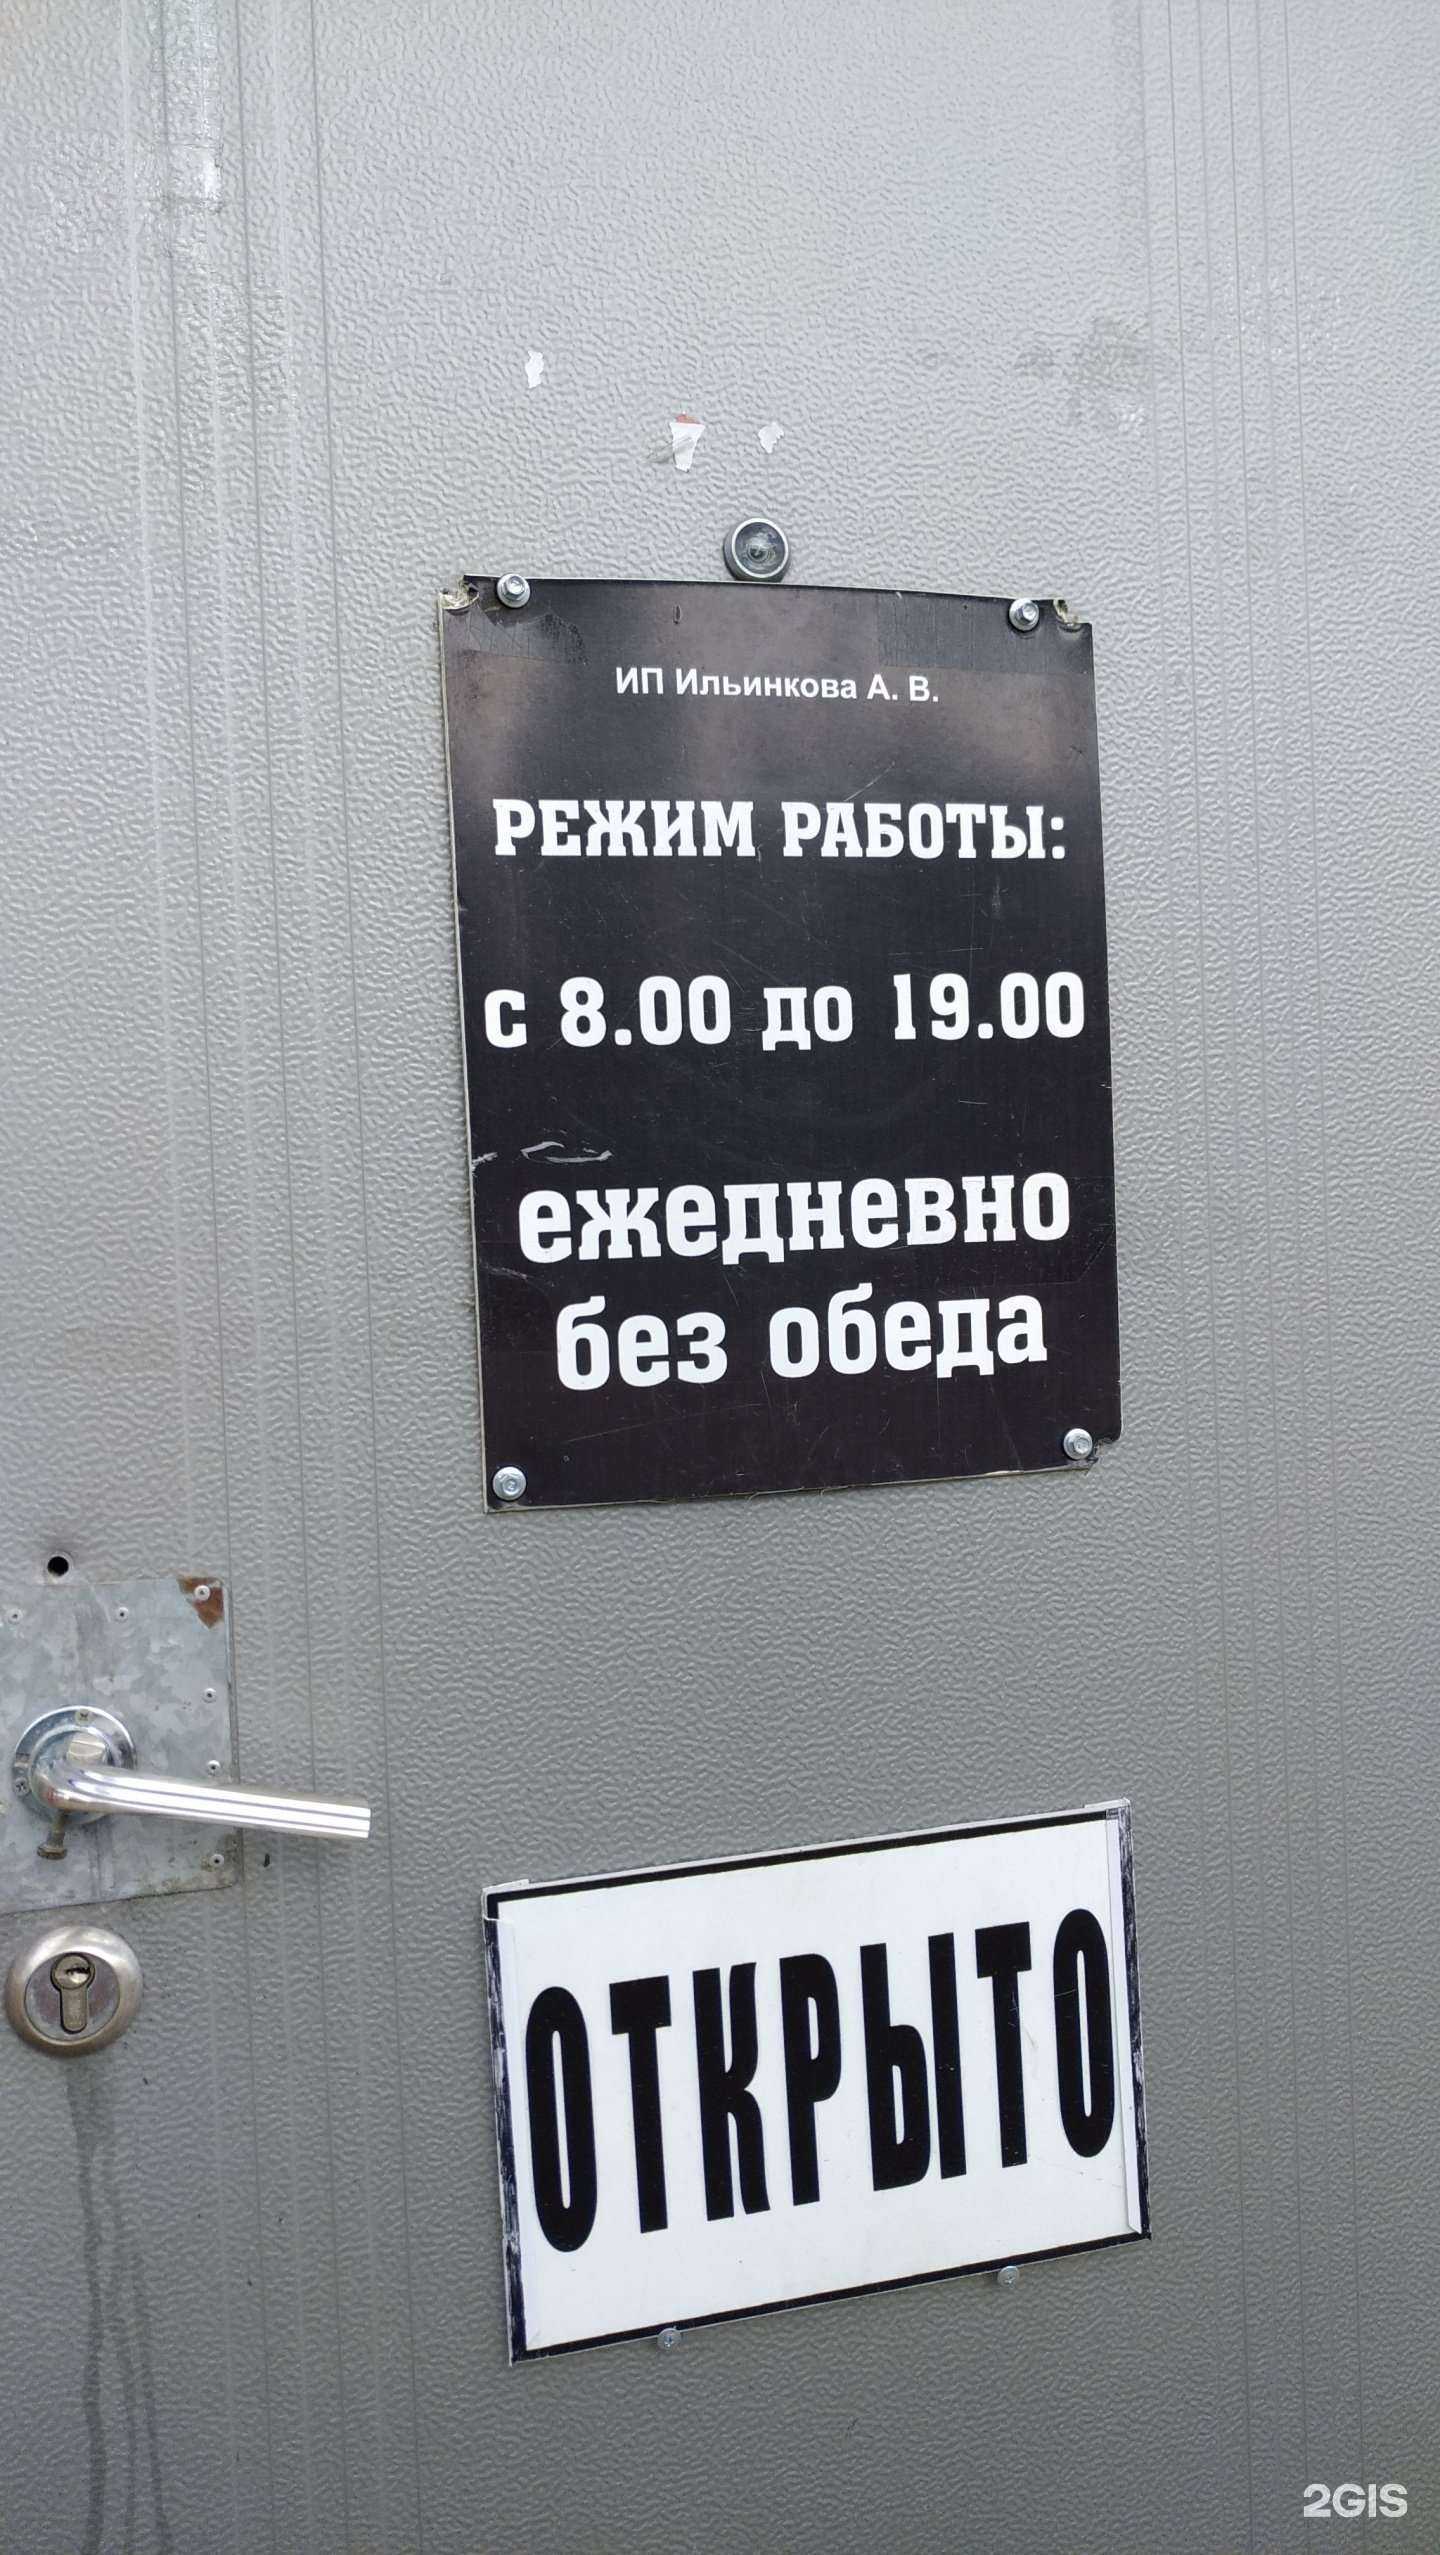 ИП Ильинкова А. В.
РЕЖИМ РАБОТЫ:
с 8.00 до 19.00
ежедневно
без обеда
ОТКРЫТО
2GIS